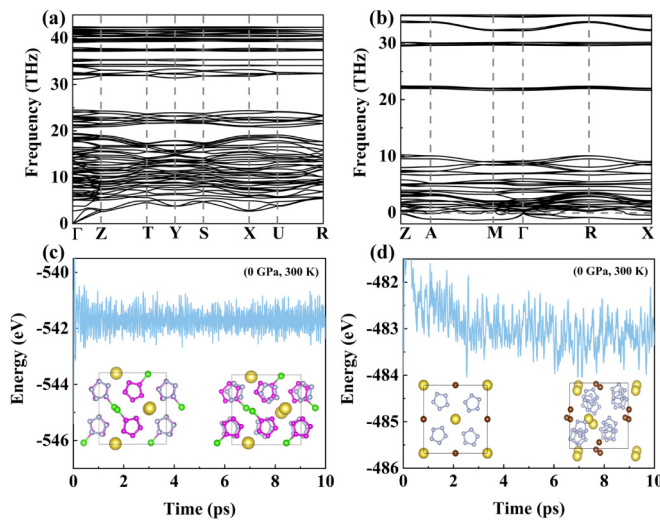 (a)
40
30
20
10
0
Frequency (THz)
Γ Z T Y S X U R
(b)
30
20
10
0
Frequency (THz)
Z A M Γ R X
(c)
(0 GPa, 300 K)
-540
-542
-544
-546
Energy (eV)
0 2 4 6 8 10
Time (ps)
(d)
(0 GPa, 300 K)
-482
-483
-484
-485
-486
Energy (eV)
0 2 4 6 8 10
Time (ps)